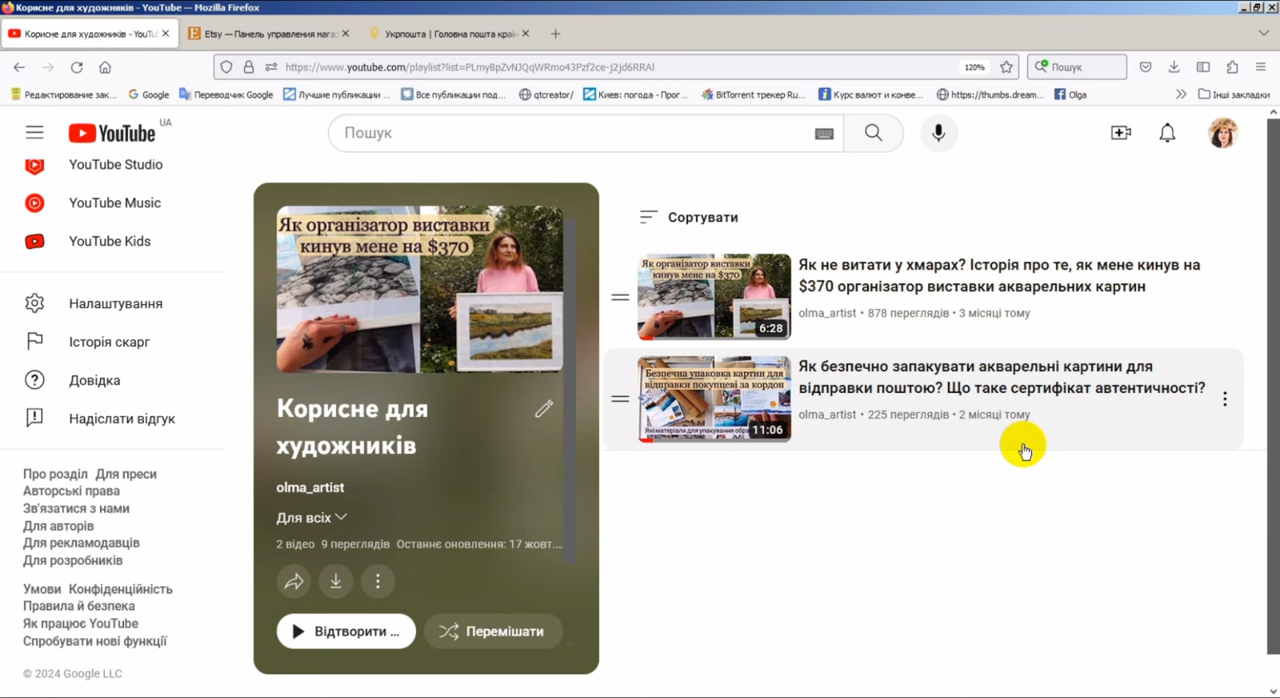 Корисне для художників - YouTube — Mozilla Firefox
Корисне для художників - YouTu
Etsy — Панель управления мага
Укрпошта | Головна пошта краї
https://www.youtube.com/playlist?list=PLmyBpZvNJQqWRmo43Pzf2ce-j2jd6RRAl
120%
Пошук
Редактирование зак…
Google
Переводчик Google
Лучшие публикации …
Все публикации под…
qtcreator/
Киев: погода - Прог…
BitTorrent трекер Ru…
Курс валют и конве…
https://thumbs.dream…
Olga
Інші закладки
YouTube
UA
Пошук
YouTube Studio
YouTube Music
YouTube Kids
Налаштування
Історія скарг
Довідка
Надіслати відгук
Про розділ Для преси
Авторські права
Зв'язатися з нами
Для авторів
Для рекламодавців
Для розробників
Умови Конфіденційність
Правила й безпека
Як працює YouTube
Спробувати нові функції
© 2024 Google LLC
Як організатор виставки
кинув мене на $370
Корисне для
художників
olma_artist
Для всіх
2 відео 9 переглядів Останнє оновлення: 17 жовт.…
Відтворити …
Перемішати
Сортувати
Як організатор виставки
кинув мене на $370
6:28
Як не витати у хмарах? Історія про те, як мене кинув на
$370 організатор виставки акварельних картин
olma_artist • 878 переглядів • 3 місяці тому
Безпечна упаковка картин для
відправки покупцеві за кордон
Які матеріали для упакування обра
11:06
Як безпечно запакувати акварельні картини для
відправки поштою? Що таке сертифікат автентичності?
olma_artist • 225 переглядів • 2 місяці тому